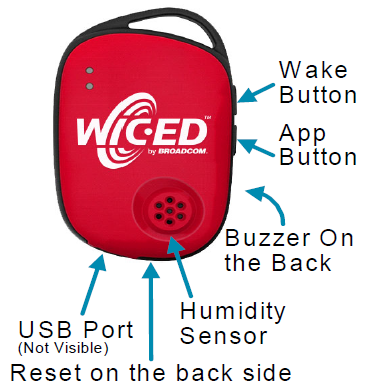 Wake
Button
App
Button
WICED™
by BROADCOM.
Buzzer On
the Back
Humidity
Sensor
USB Port
(Not Visible)
Reset on the back side